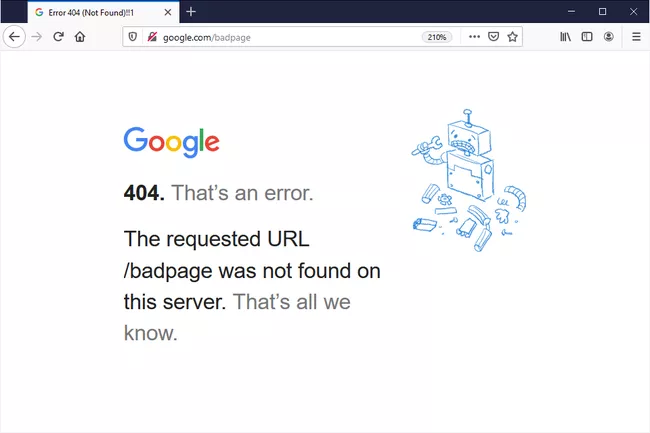 Error 404 (Not Found)!!1
google.com/badpage
210%
Google
404. That's an error.
The requested URL
/badpage was not found on
this server. That's all we
know.